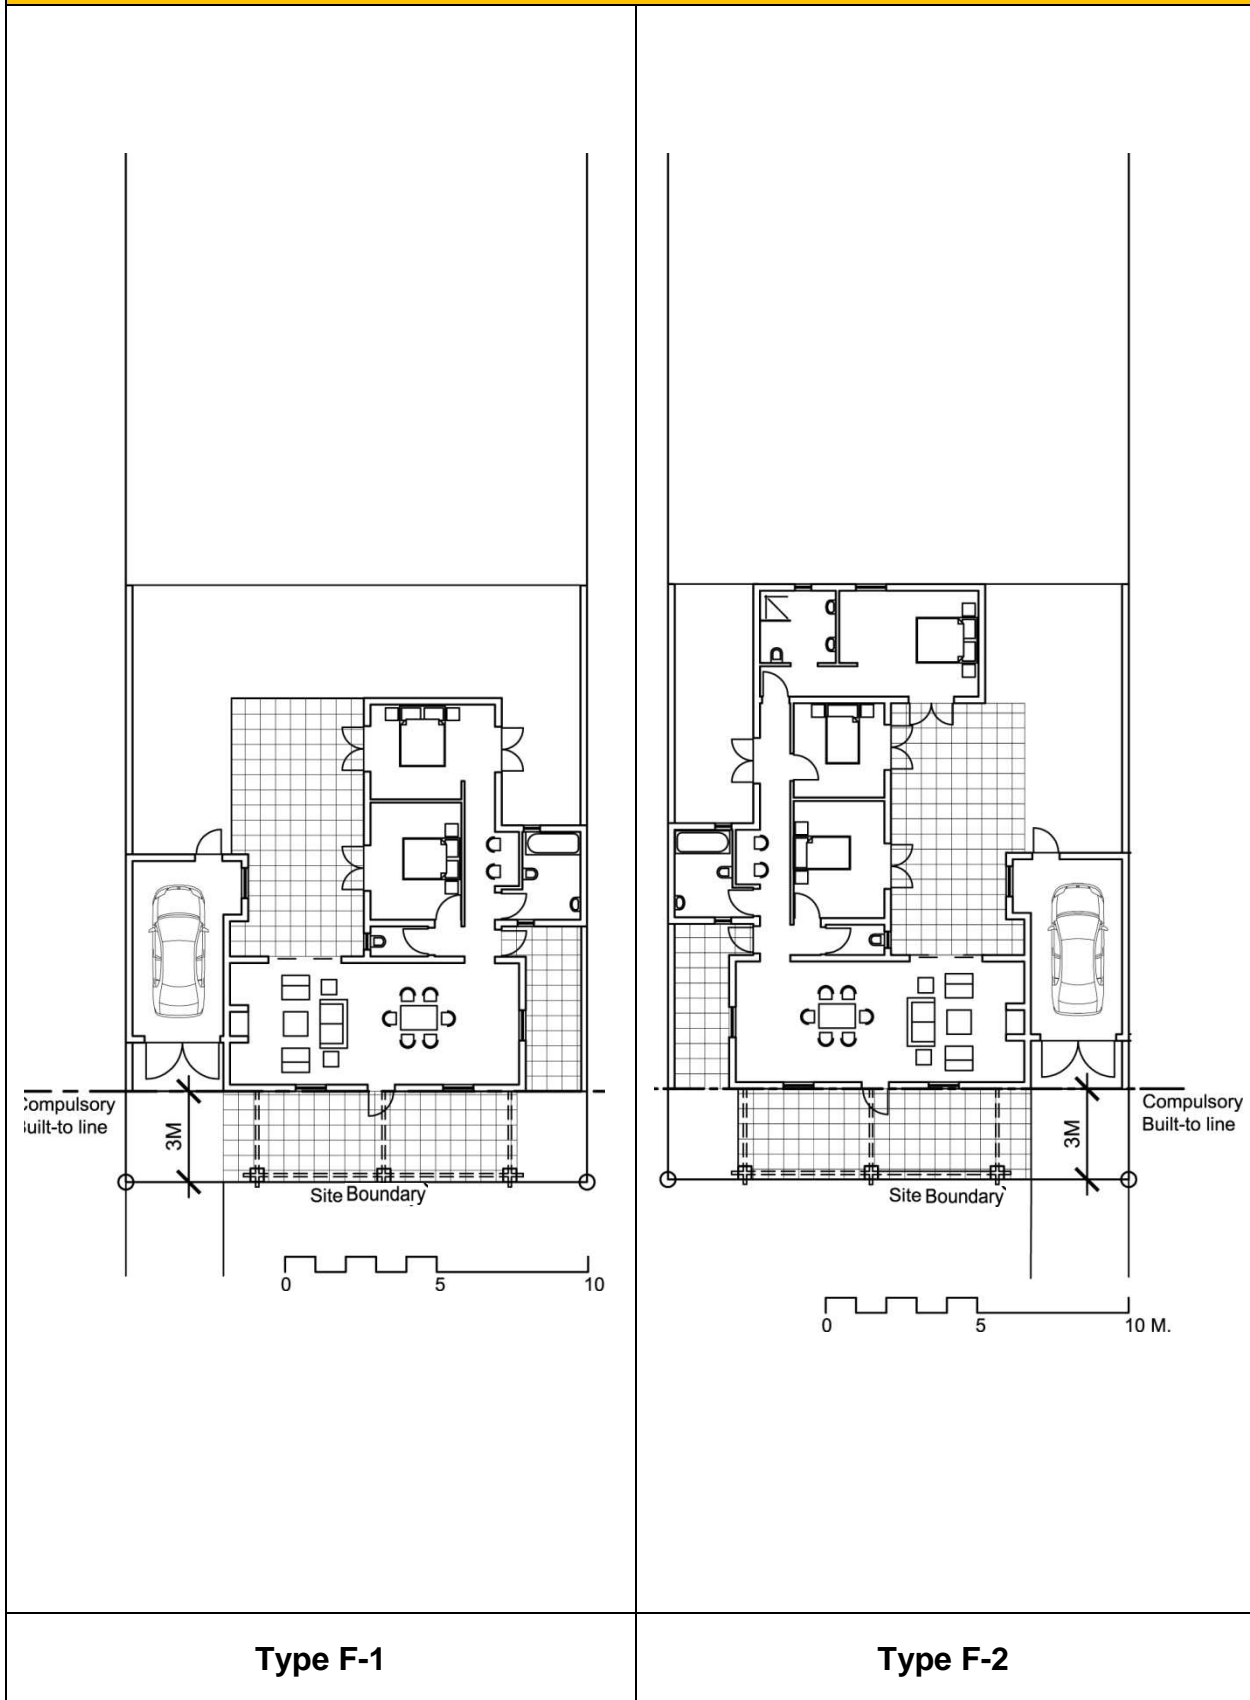 Compulsory
Built-to line
3M
Site Boundary
0 5 10
Type F-1
Compulsory
Built-to line
3M
Site Boundary
0 5 10 M.
Type F-2